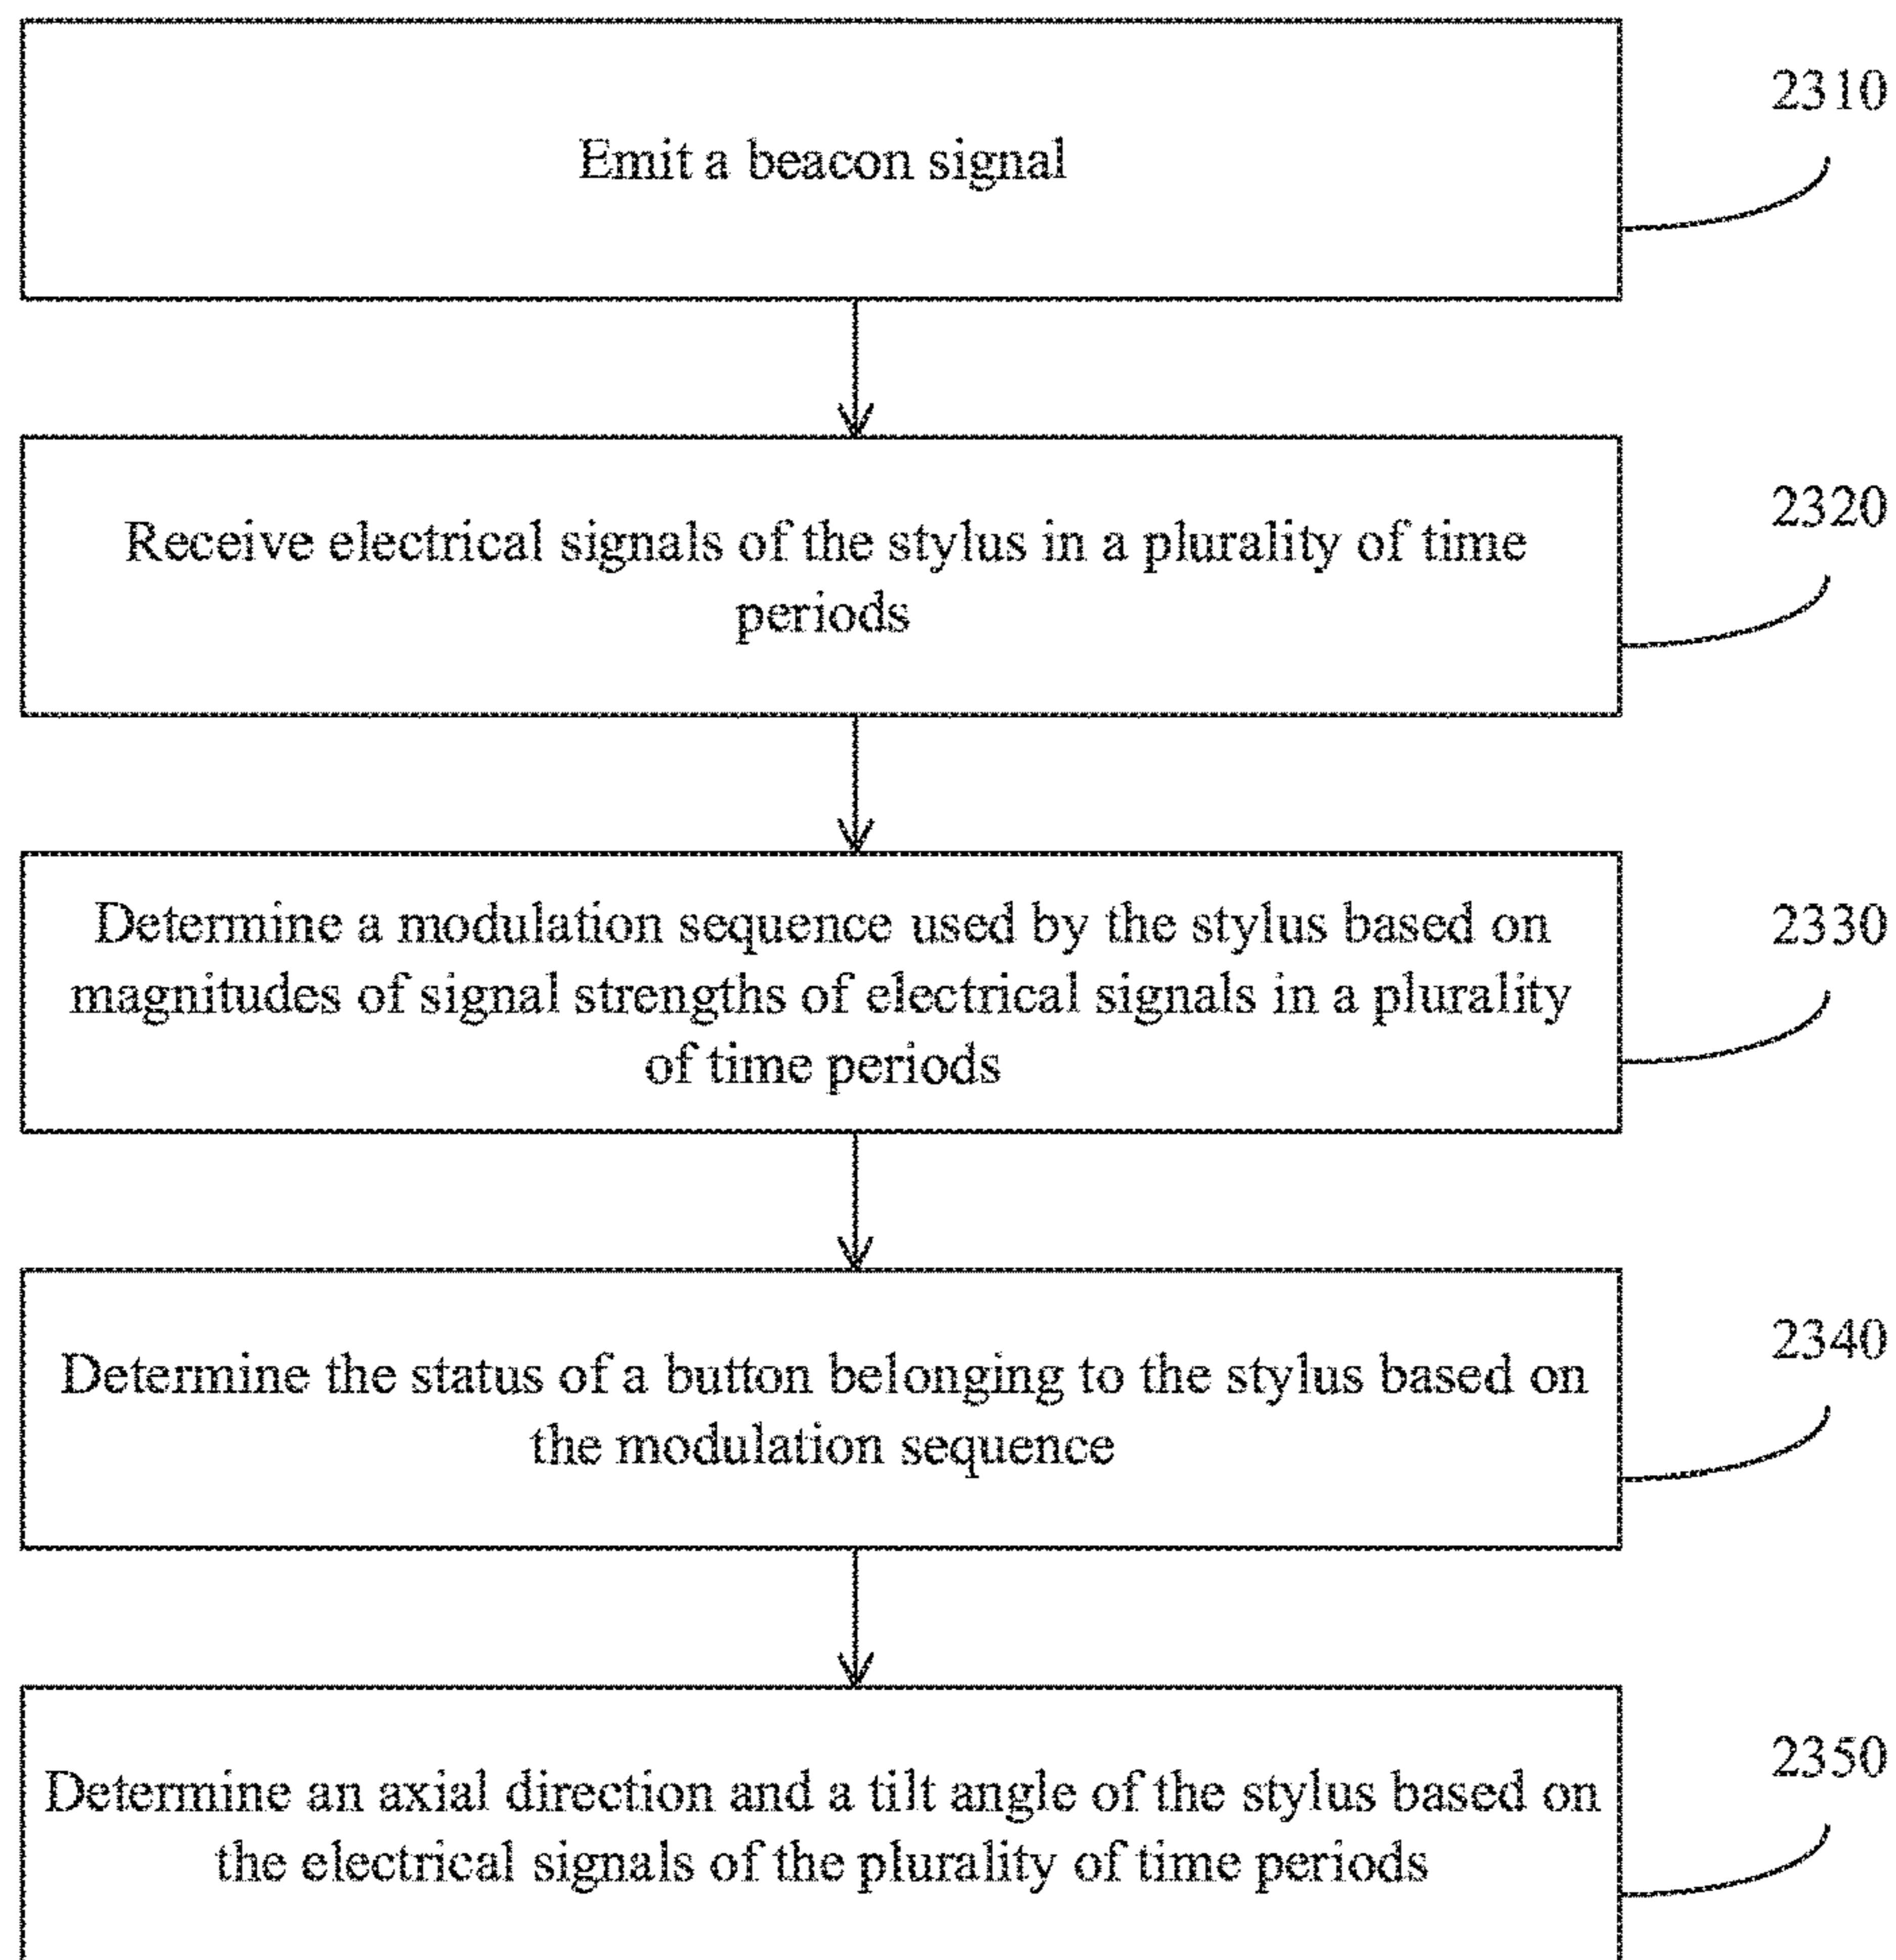 2310
Emit a beacon signal
2320
Receive electrical signals of the stylus in a plurality of time
periods
2330
Determine a modulation sequence used by the stylus based on
magnitudes of signal strengths of electrical signals in a plurality
of time periods
2340
Determine the status of a button belonging to the stylus based on
the modulation sequence
2350
Determine an axial direction and a tilt angle of the stylus based on
the electrical signals of the plurality of time periods